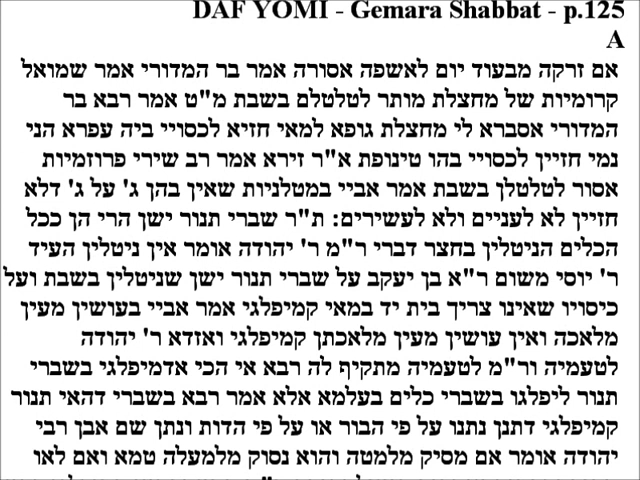 DAF YOMI - Gemara Shabbat - p.125
A
אם זרקה מבעוד יום לאשפה אסורה אמר בר המדורי אמר שמואל
קרומיות של מחצלת מותר לטלטלם בשבת מ"ט אמר רבא בר
המדורי אסברא לי מחצלת גופא למאי חזיא לכסויי ביה עפרא הני
נמי חזיין לכסויי בהו טינופת א"ר זירא אמר רב שירי פרוזמיות
אסור לטלטלן בשבת אמר אביי במטלניות שאין בהן ג' על ג' דלא
חזיין לא לעניים ולא לעשירים: ת"ר שברי תנור ישן הרי הן ככל
הכלים הניטלין בחצר דברי ר"מ ר' יהודה אומר אין ניטלין העיד
ר' יוסי משום ר"א בן יעקב על שברי תנור ישן שניטלין בשבת ועל
כיסויו שאינו צריך בית יד במאי קמיפלגי אמר אביי בעושין מעין
מלאכה ואין עושין מעין מלאכתן קמיפלגי ואזדא ר' יהודה
לטעמיה ור"מ לטעמיה מתקיף לה רבא אי הכי אדמיפלגי בשברי
תנור ליפלגו בשברי כלים בעלמא אלא אמר רבא בשברי דהאי תנור
קמיפלגי דתנן נתנו על פי הבור או על פי הדות ונתן שם אבן רבי
יהודה אומר אם מסיק מלמטה והוא נסוק מלמעלה טמא ואם לאו